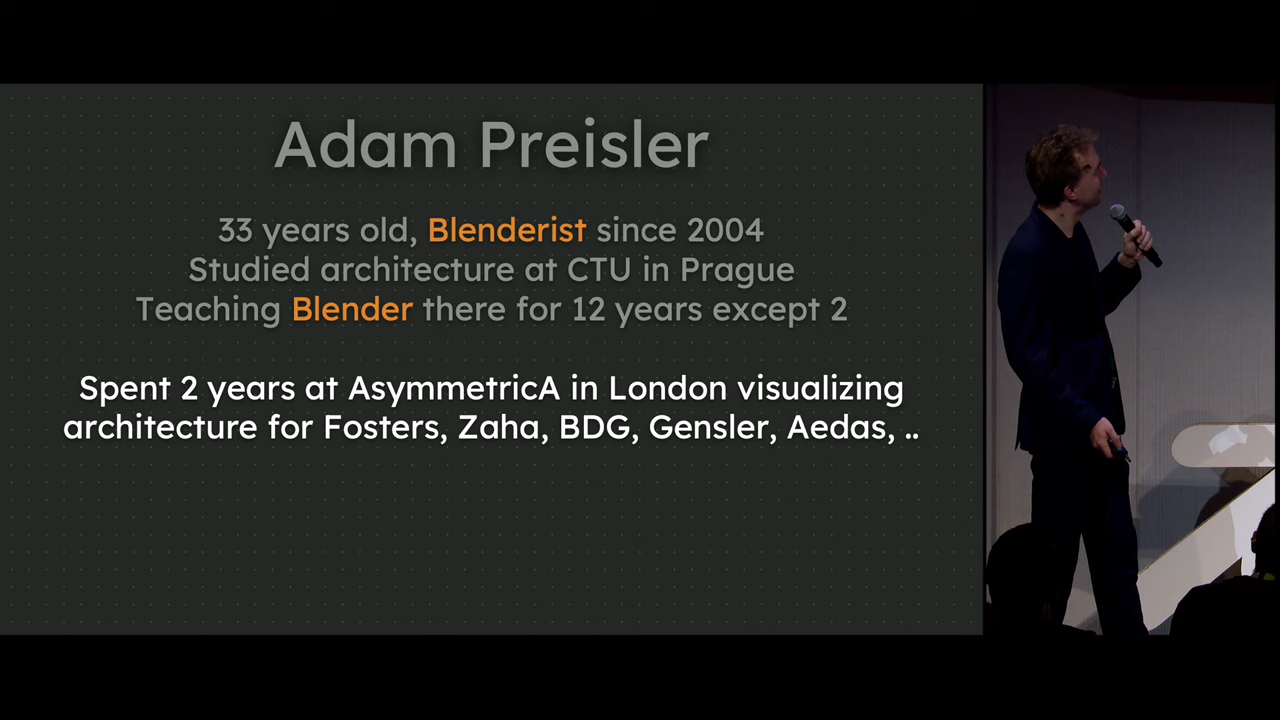 Adam Preisler
33 years old, Blenderist since 2004
Studied architecture at CTU in Prague
Teaching Blender there for 12 years except 2
Spent 2 years at AsymmetricA in London visualizing
architecture for Fosters, Zaha, BDG, Gensler, Aedas, ..